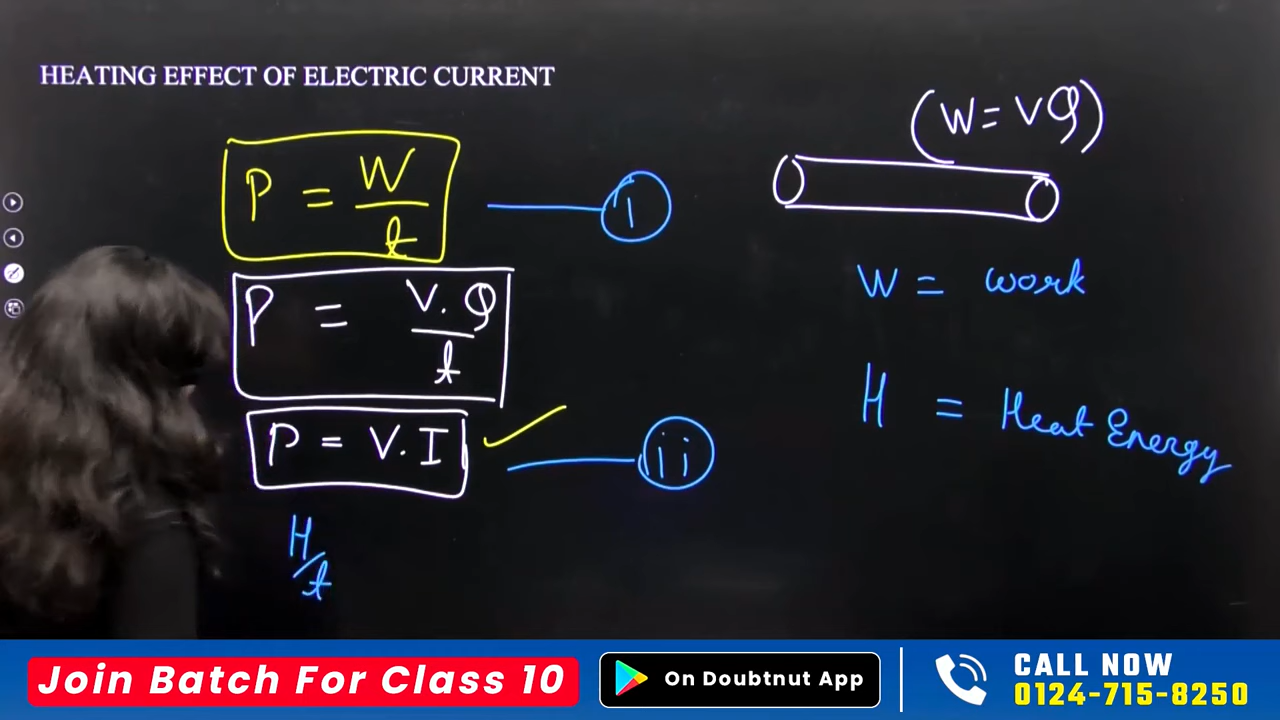 HEATING EFFECT OF ELECTRIC CURRENT
(W = VQ)
P = W/t
i
P = V.Q/t
W = work
P = V.I
ii
H = Heat Energy
H/t
Join Batch For Class 10
On Doubtnut App
CALL NOW
0124-715-8250